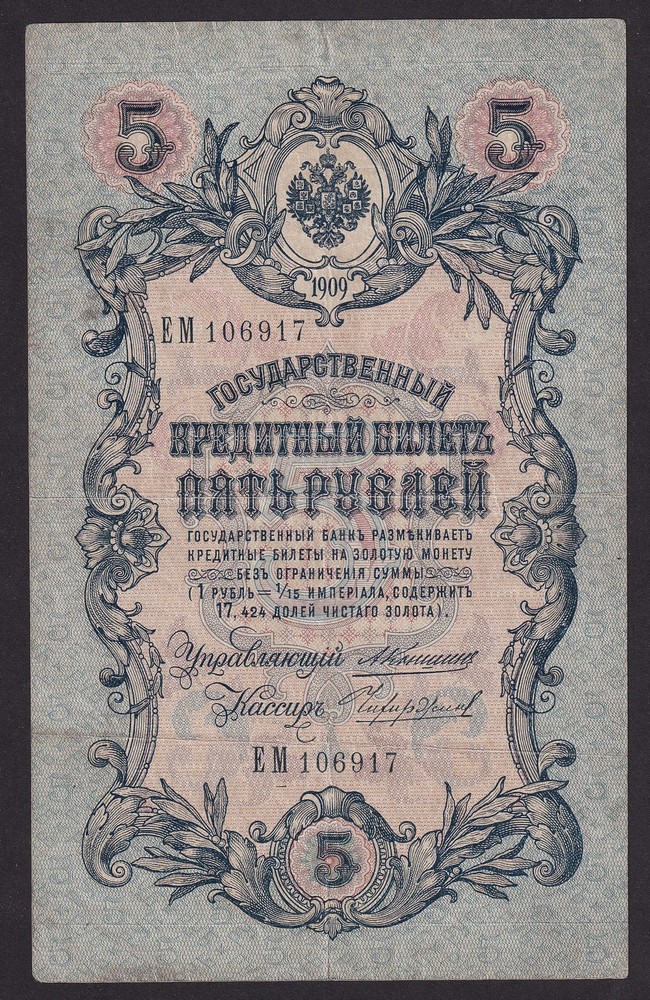 5 5
1909
ЕМ 106917
ГОСУДАРСТВЕННЫЙ
КРЕДИТНЫЙ БИЛЕТЪ
ПЯТЬ РУБЛЕЙ
ГОСУДАРСТВЕННЫЙ БАНКЪ РАЗМѢНИВАЕТЪ
КРЕДИТНЫЕ БИЛЕТЫ НА ЗОЛОТУЮ МОНЕТУ
БЕЗЪ ОГРАНИЧЕНІЯ СУММЫ
(1 РУБЛЬ = 1/15 ИМПЕРІАЛА, СОДЕРЖИТЪ
17,424 ДОЛЕЙ ЧИСТАГО ЗОЛОТА).
Управляющій
Кассиръ
ЕМ 106917
5